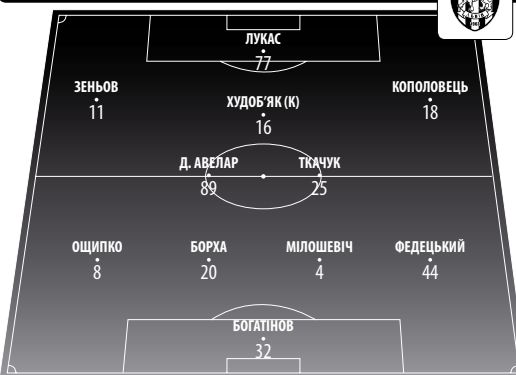 ЛУКАС
77
ЗЕНЬОВ
11
ХУДОБ'ЯК (К)
16
КОПОЛОВЕЦЬ
18
Д. АВЕЛАР
89
ТКАЧУК
25
ОЩИПКО
8
БОРХА
20
МІЛОШЕВІЧ
4
ФЕДЕЦЬКИЙ
44
БОГАТІНОВ
32